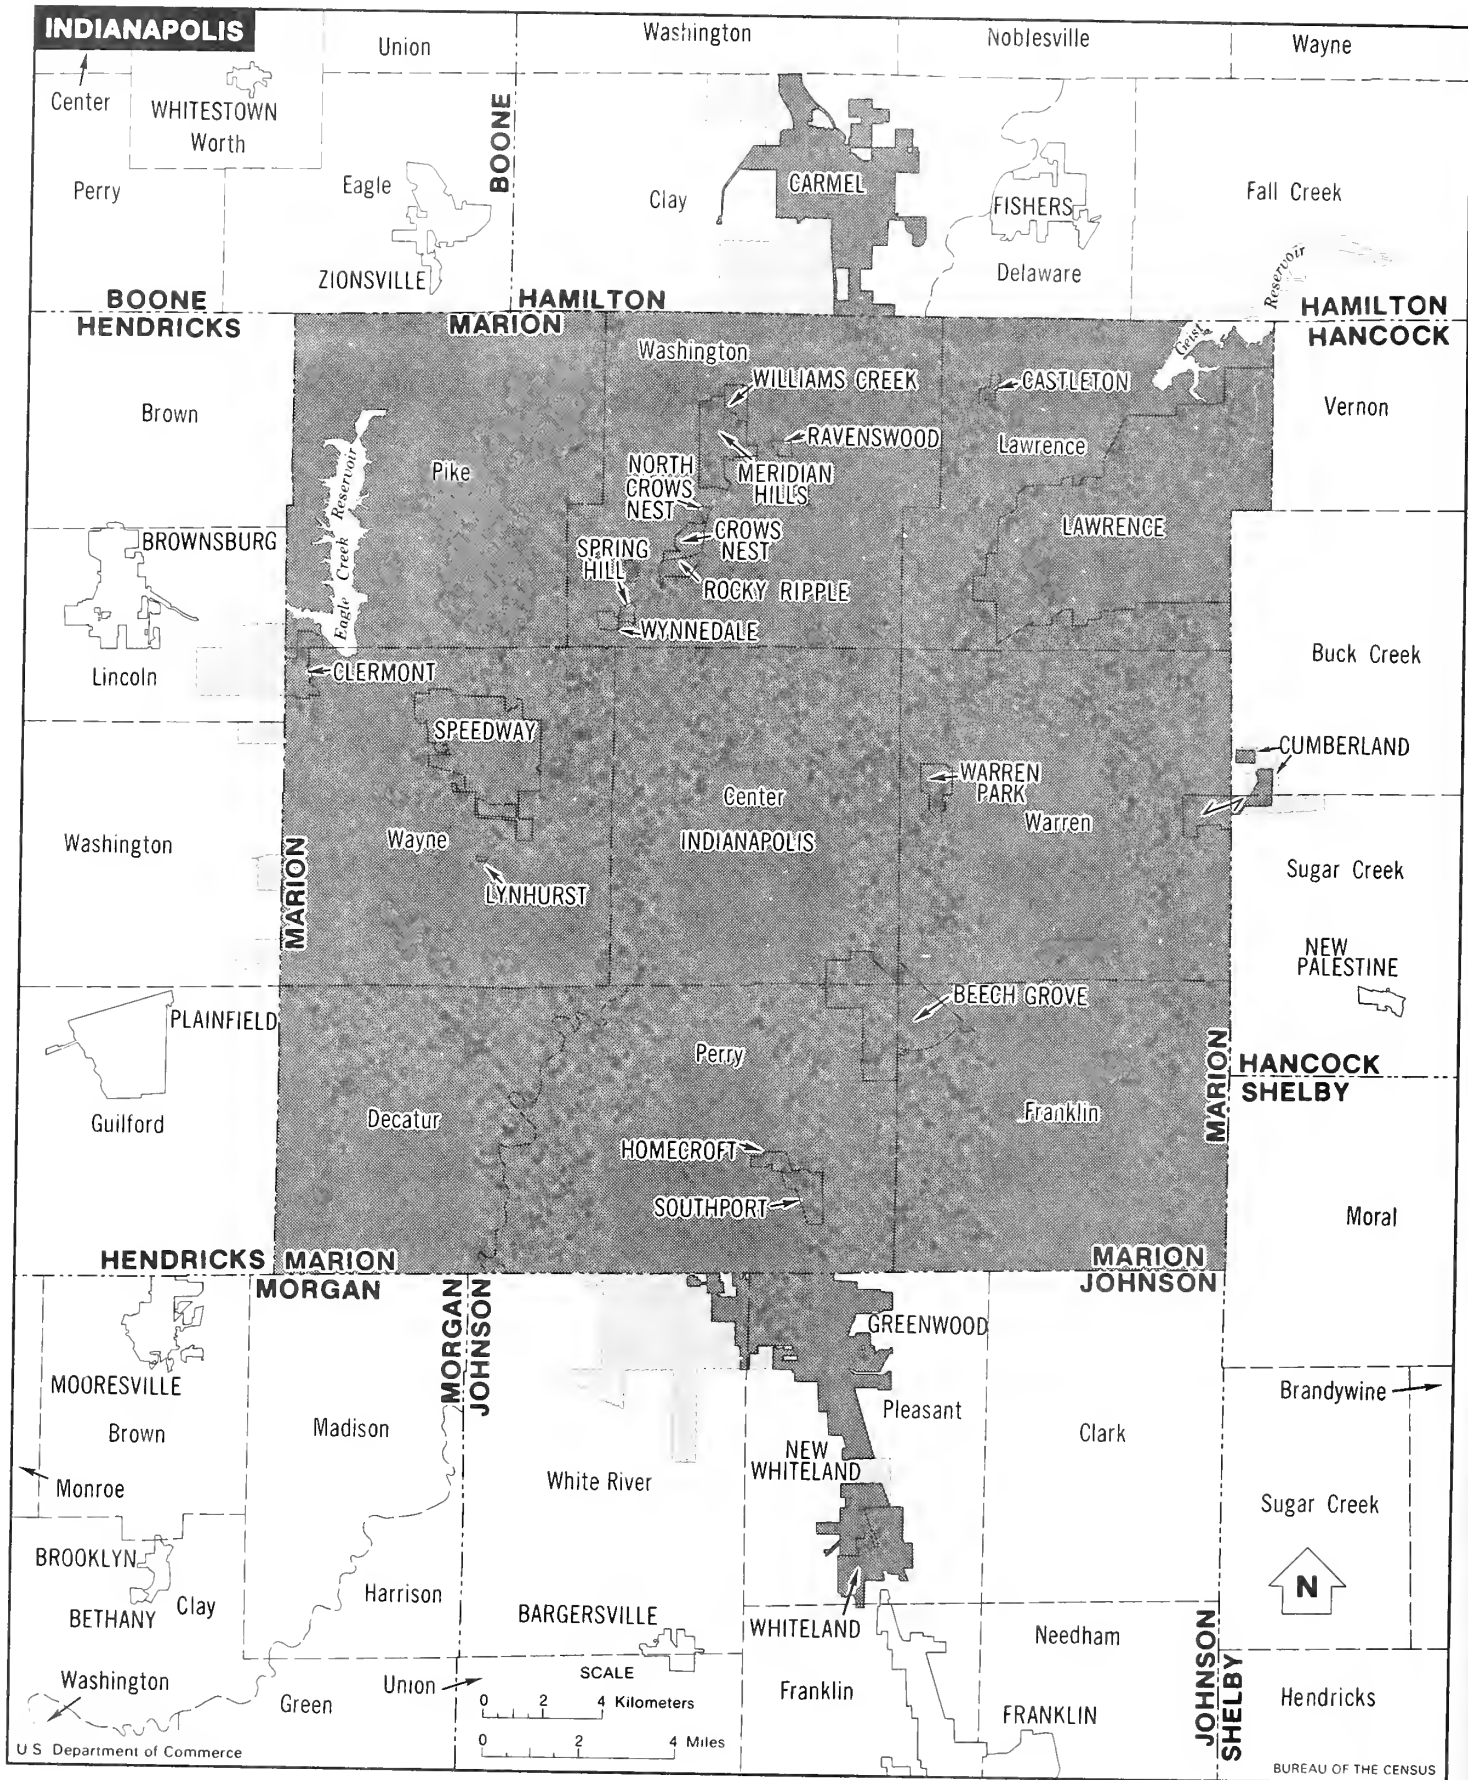 INDIANAPOLIS
Union
Washington
Noblesville
Wayne
Center
WHITESTOWN
Worth
BOONE
Perry
Eagle
Clay
CARMEL
FISHERS
Fall Creek
ZIONSVILLE
Delaware
Geist Reservoir
BOONE
HAMILTON
HAMILTON
HENDRICKS
MARION
HANCOCK
Washington
WILLIAMS CREEK
CASTLETON
Brown
Vernon
RAVENSWOOD
Lawrence
Pike
NORTH
CROWS
NEST
MERIDIAN
HILLS
Eagle Creek Reservoir
LAWRENCE
BROWNSBURG
CROWS
NEST
SPRING
HILL
ROCKY RIPPLE
WYNNEDALE
Buck Creek
Lincoln
CLERMONT
SPEEDWAY
CUMBERLAND
WARREN
PARK
Center
Warren
Washington
Wayne
INDIANAPOLIS
Sugar Creek
MARION
LYNHURST
NEW
PALESTINE
BEECH GROVE
PLAINFIELD
Perry
MARION
HANCOCK
SHELBY
Guilford
Decatur
Franklin
HOMECROFT
SOUTHPORT
Moral
HENDRICKS
MARION
MARION
MORGAN
JOHNSON
MORGAN
JOHNSON
GREENWOOD
MOORESVILLE
Brandywine
Brown
Madison
Pleasant
Clark
NEW
WHITELAND
White River
Monroe
Sugar Creek
BROOKLYN
N
BETHANY
Clay
Harrison
BARGERSVILLE
WHITELAND
Needham
JOHNSON
SHELBY
Washington
Green
Union
SCALE
0 2 4 Kilometers
0 2 4 Miles
Franklin
FRANKLIN
Hendricks
U S Department of Commerce
BUREAU OF THE CENSUS